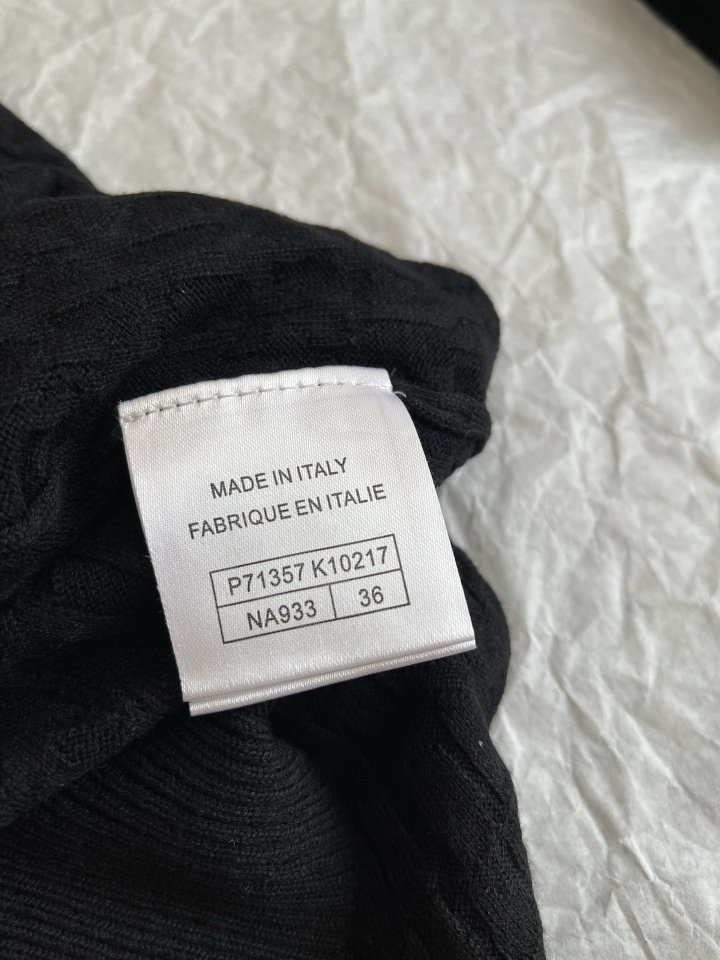 MADE IN ITALY
FABRIQUE EN ITALIE
P71357 K10217
NA933 36